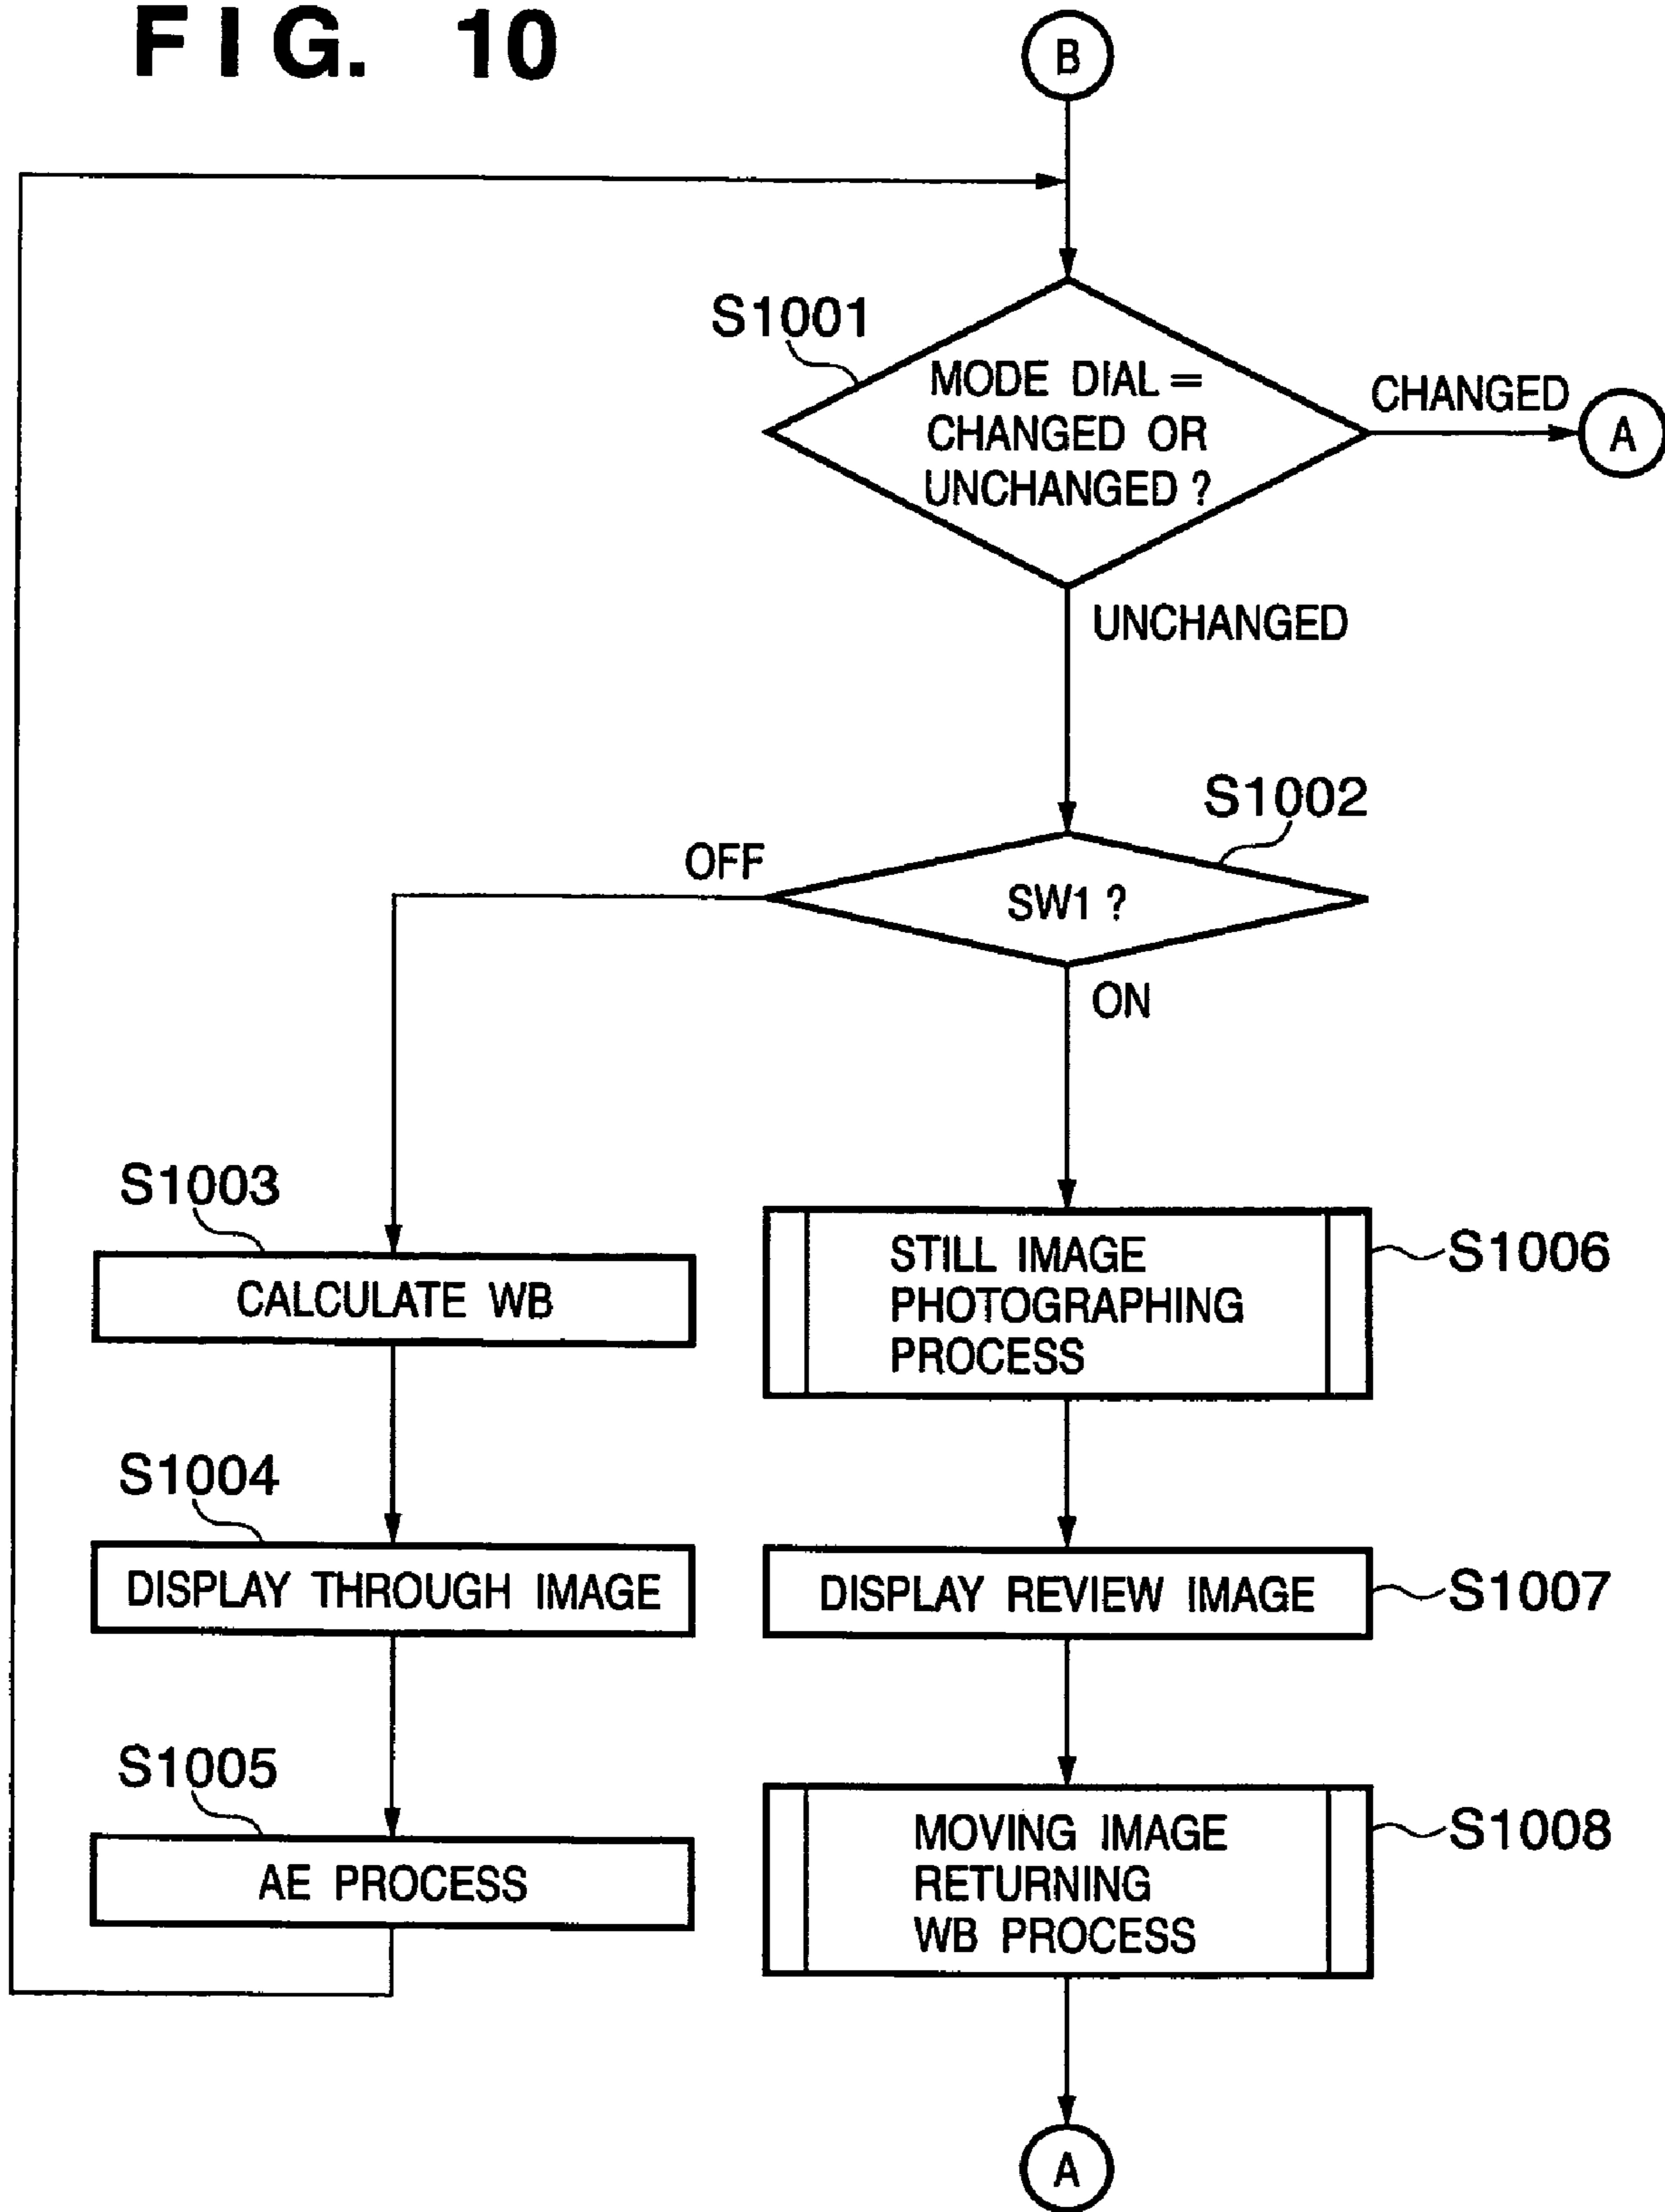 FIG. 10
B
S1001
MODE DIAL =
CHANGED OR
UNCHANGED ?
CHANGED
A
UNCHANGED
S1002
OFF
SW1 ?
ON
S1003
CALCULATE WB
S1004
DISPLAY THROUGH IMAGE
S1005
AE PROCESS
STILL IMAGE
PHOTOGRAPHING
PROCESS
S1006
DISPLAY REVIEW IMAGE
S1007
MOVING IMAGE
RETURNING
WB PROCESS
S1008
A